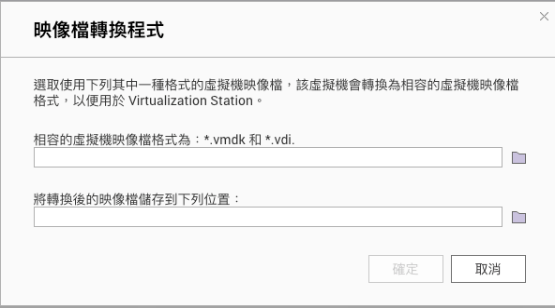 映像檔轉換程式
選取使用下列其中一種格式的虛擬機映像檔，該虛擬機會轉換為相容的虛擬機映像檔
格式，以便用於 Virtualization Station。
相容的虛擬機映像檔格式為：*.vmdk 和 *.vdi.
將轉換後的映像檔儲存到下列位置：
確定 取消